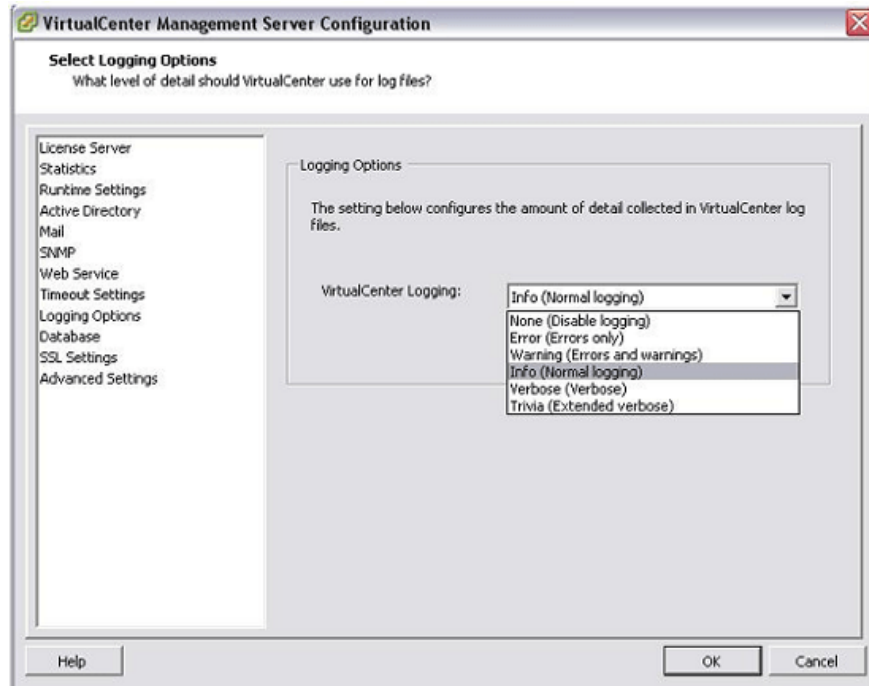 VirtualCenter Management Server Configuration
Select Logging Options
What level of detail should VirtualCenter use for log files?
License Server
Statistics
Runtime Settings
Active Directory
Mail
SNMP
Web Service
Timeout Settings
Logging Options
Database
SSL Settings
Advanced Settings
Logging Options
The setting below configures the amount of detail collected in VirtualCenter log
files.
VirtualCenter Logging:
Info (Normal logging)
None (Disable logging)
Error (Errors only)
Warning (Errors and warnings)
Info (Normal logging)
Verbose (Verbose)
Trivia (Extended verbose)
Help
OK
Cancel